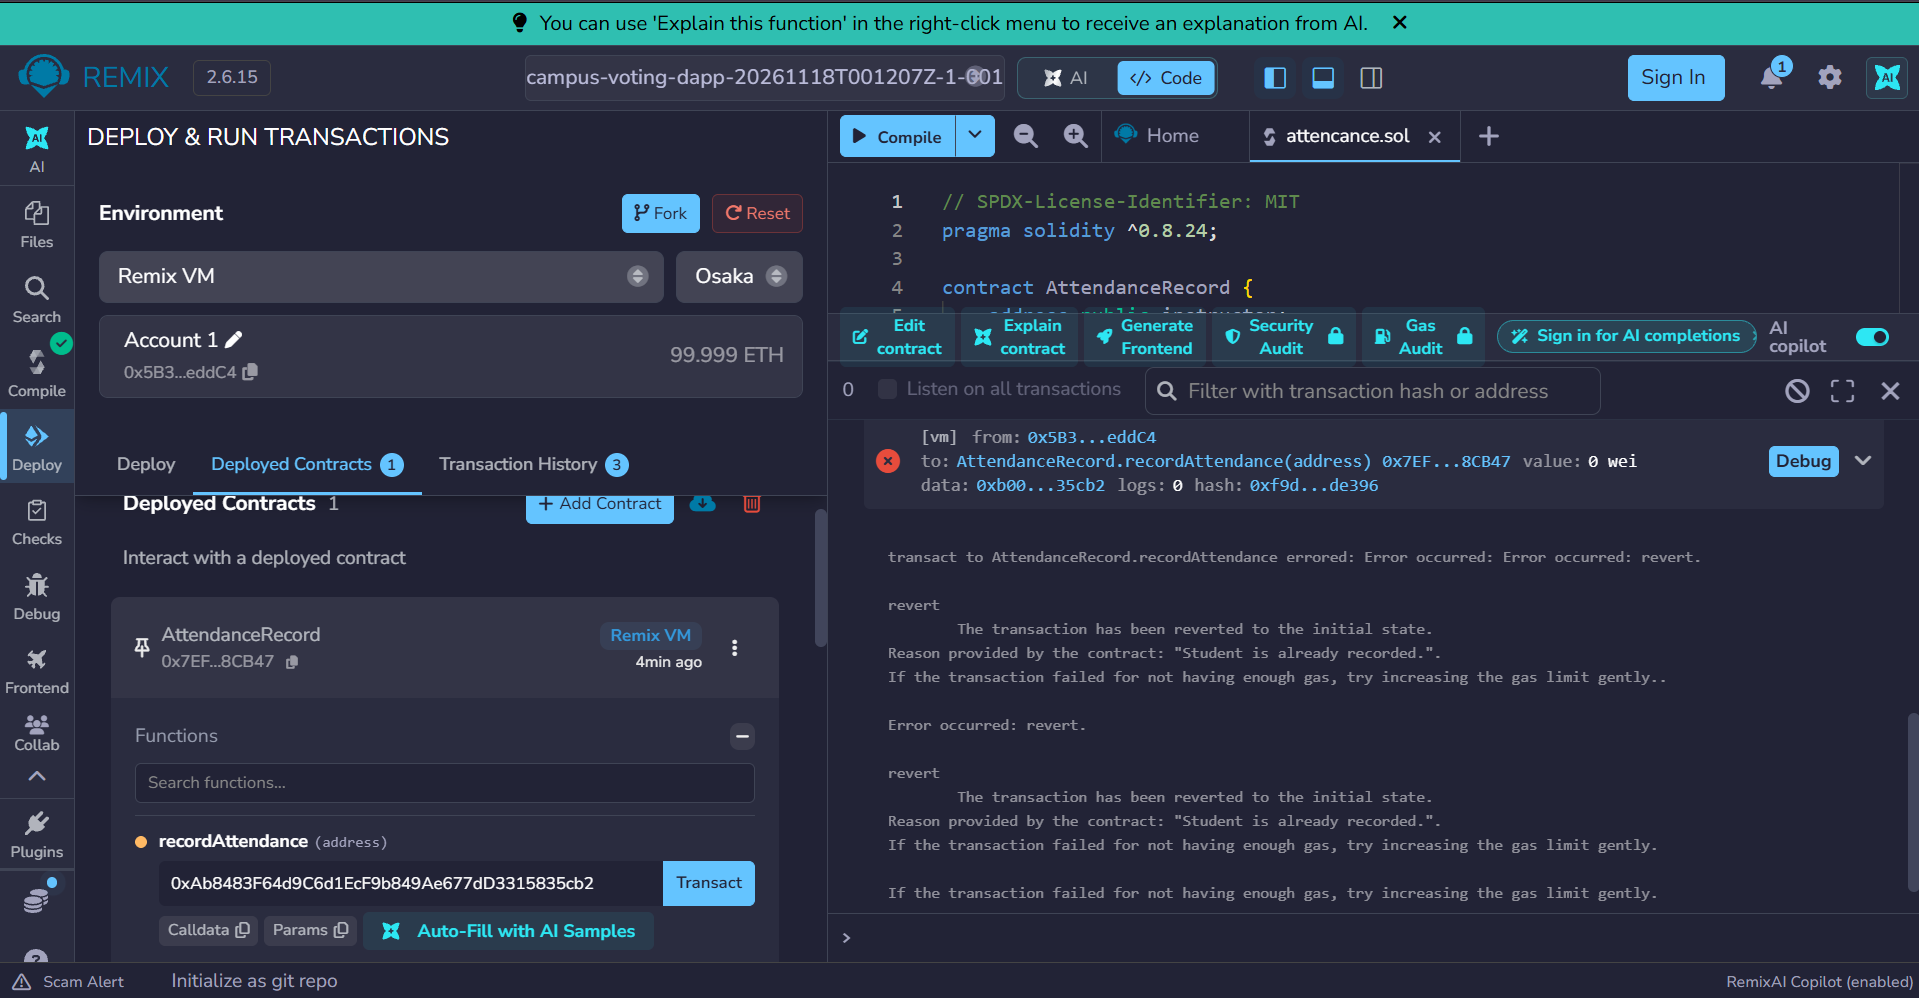 You can use 'Explain this function' in the right-click menu to receive an explanation from AI.
REMIX 2.6.15
campus-voting-dapp-20261118T001207Z-1-001
AI </> Code
Sign In
1
AI
DEPLOY & RUN TRANSACTIONS
AI
Files
Search
Compile
Deploy
Checks
Debug
Frontend
Collab
Plugins
Environment
Fork Reset
Remix VM
Osaka
Account 1
0x5B3...eddC4
99.999 ETH
Deploy Deployed Contracts 1 Transaction History 3
Deployed Contracts 1
+ Add Contract
Interact with a deployed contract
AttendanceRecord
0x7EF...8CB47
Remix VM
4min ago
Functions
Search functions...
recordAttendance (address)
0xAb8483F64d9C6d1EcF9b849Ae677dD3315835cb2
Transact
Calldata Params Auto-Fill with AI Samples
Compile
Home
attencance.sol
1 // SPDX-License-Identifier: MIT
2 pragma solidity ^0.8.24;
3
4 contract AttendanceRecord {
5 address public instructor;
Edit contract
Explain contract
Generate Frontend
Security Audit
Gas Audit
Sign in for AI completions
AI copilot
0 Listen on all transactions
Filter with transaction hash or address
[vm] from: 0x5B3...eddC4
to: AttendanceRecord.recordAttendance(address) 0x7EF...8CB47 value: 0 wei
data: 0xb00...35cb2 logs: 0 hash: 0xf9d...de396
Debug
transact to AttendanceRecord.recordAttendance errored: Error occurred: Error occurred: revert.
revert
The transaction has been reverted to the initial state.
Reason provided by the contract: "Student is already recorded.".
If the transaction failed for not having enough gas, try increasing the gas limit gently..
Error occurred: revert.
revert
The transaction has been reverted to the initial state.
Reason provided by the contract: "Student is already recorded.".
If the transaction failed for not having enough gas, try increasing the gas limit gently.
If the transaction failed for not having enough gas, try increasing the gas limit gently.
>
Scam Alert
Initialize as git repo
RemixAI Copilot (enabled)